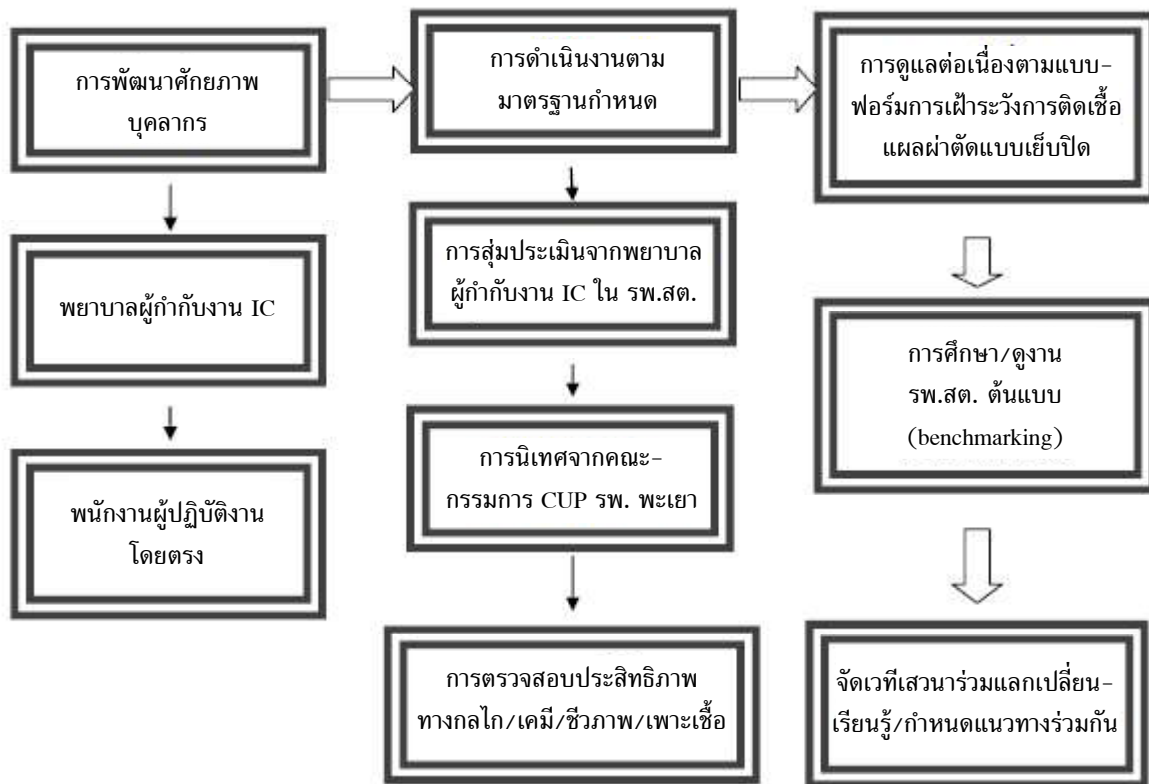 การพัฒนาศักยภาพ
บุคลากร
พยาบาลผู้กำกับงาน IC
พนักงานผู้ปฏิบัติงาน
โดยตรง
การดำเนินงานตาม
มาตรฐานกำหนด
การสุ่มประเมินจากพยาบาล
ผู้กำกับงาน IC ใน รพ.สต.
การนิเทศจากคณะ-
กรรมการ CUP รพ. พะเยา
การตรวจสอบประสิทธิภาพ
ทางกลไก/เคมี/ชีวภาพ/เพาะเชื้อ
การดูแลต่อเนื่องตามแบบ-
ฟอร์มการเฝ้าระวังการติดเชื้อ
แผลผ่าตัดแบบเย็บปิด
การศึกษา/ดูงาน
รพ.สต. ต้นแบบ
(benchmarking)
จัดเวทีเสวนาร่วมแลกเปลี่ยน-
เรียนรู้/กำหนดแนวทางร่วมกัน